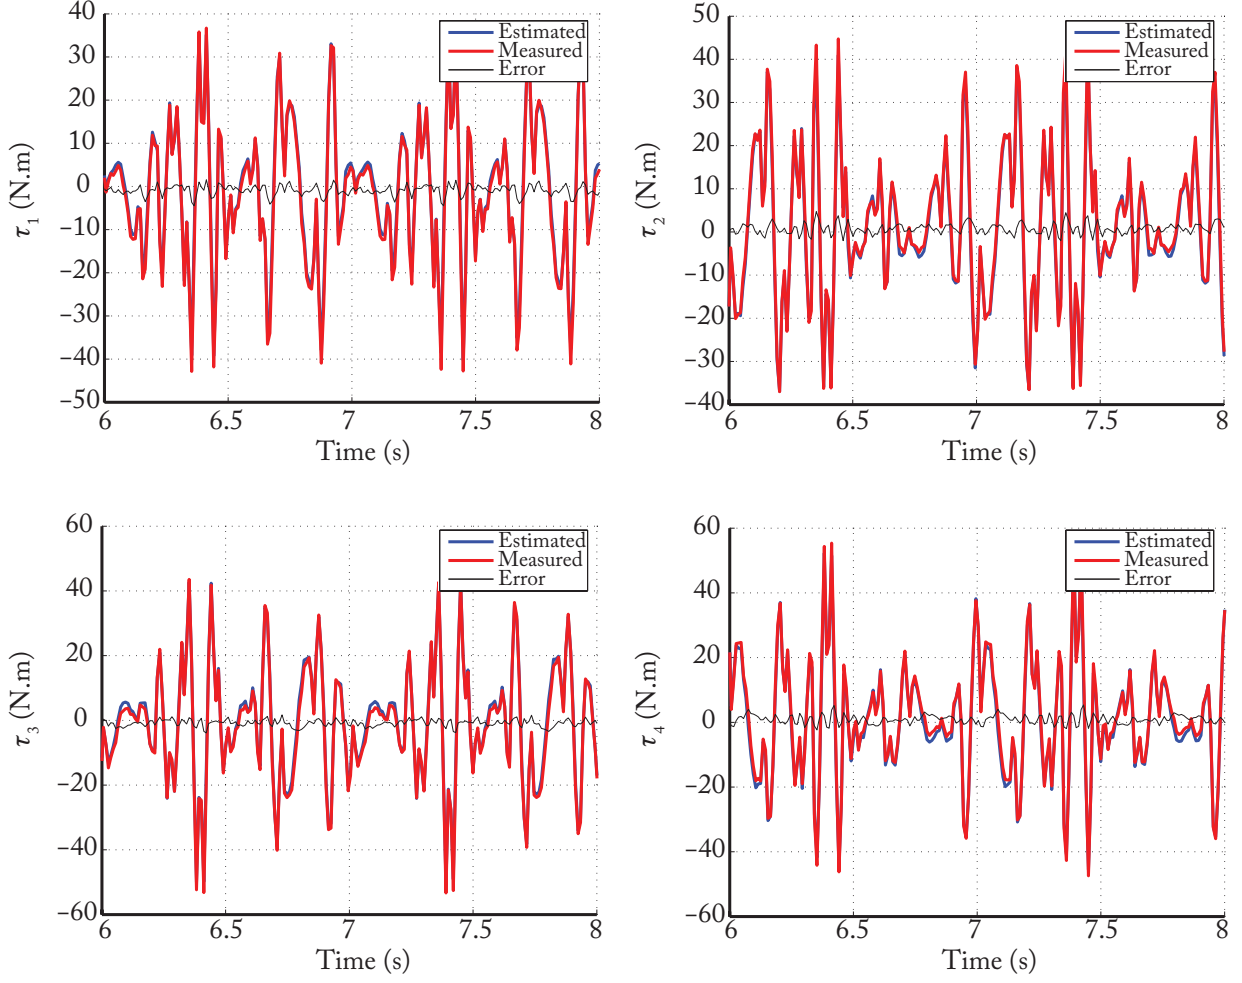 40
30
20
10
0
−10
−20
−30
−40
−50
τ1 (N.m)
6
6.5
7
7.5
8
Time (s)
Estimated
Measured
Error
50
40
30
20
10
0
−10
−20
−30
−40
τ2 (N.m)
6
6.5
7
7.5
8
Time (s)
Estimated
Measured
Error
60
40
20
0
−20
−40
−60
τ3 (N.m)
6
6.5
7
7.5
8
Time (s)
Estimated
Measured
Error
60
40
20
0
−20
−40
−60
τ4 (N.m)
6
6.5
7
7.5
8
Time (s)
Estimated
Measured
Error